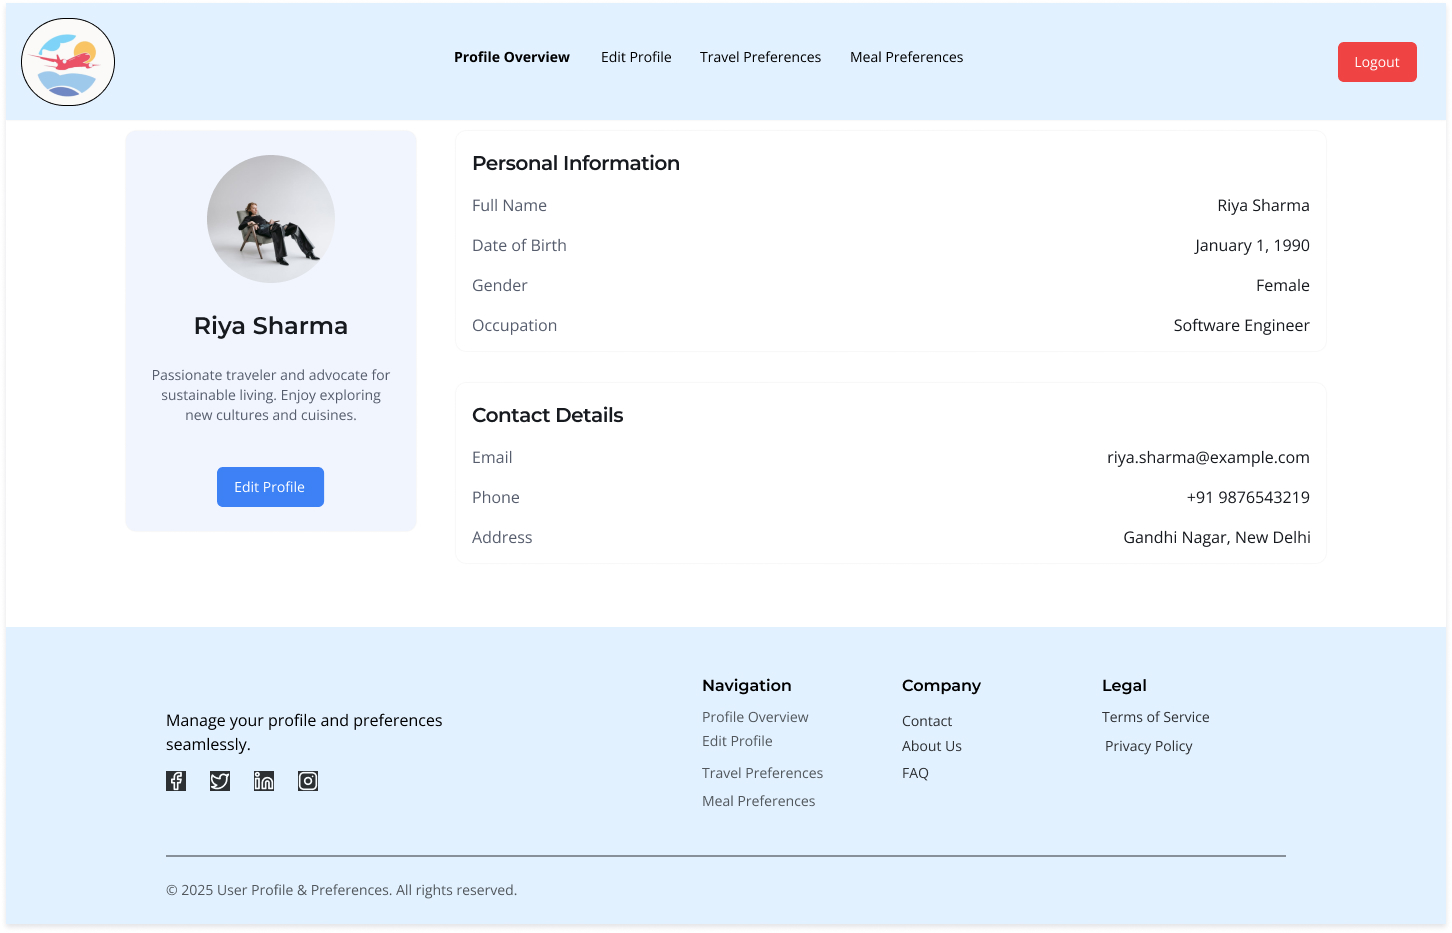 Profile Overview
Edit Profile
Travel Preferences
Meal Preferences
Logout
Riya Sharma
Passionate traveler and advocate for
sustainable living. Enjoy exploring
new cultures and cuisines.
Edit Profile
Personal Information
Full Name
Riya Sharma
Date of Birth
January 1, 1990
Gender
Female
Occupation
Software Engineer
Contact Details
Email
riya.sharma@example.com
Phone
+91 9876543219
Address
Gandhi Nagar, New Delhi
Manage your profile and preferences
seamlessly.
Navigation
Profile Overview
Edit Profile
Travel Preferences
Meal Preferences
Company
Contact
About Us
FAQ
Legal
Terms of Service
Privacy Policy
© 2025 User Profile & Preferences. All rights reserved.